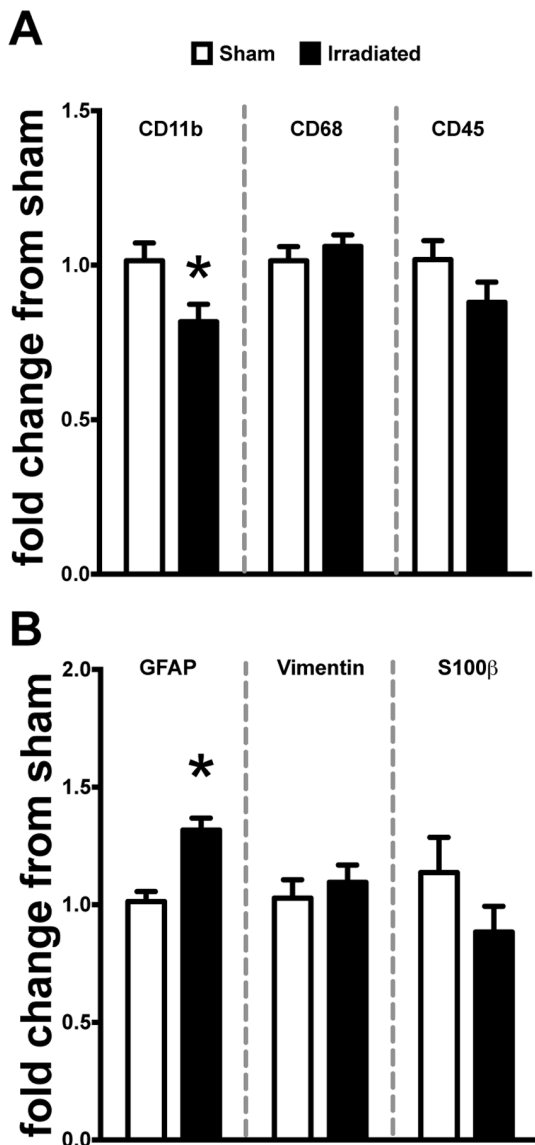 A
Sham Irradiated
fold change from sham
1.5
1.0
0.5
0.0
CD11b CD68 CD45
*
B
fold change from sham
2.0
1.5
1.0
0.5
0.0
GFAP Vimentin S100β
*